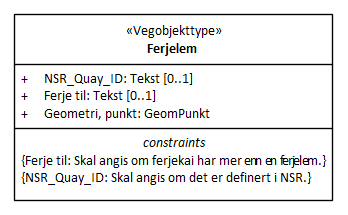 «Vegobjekttype»
Ferjelem
+ NSR_Quay_ID: Tekst [0..1]
+ Ferje til: Tekst [0..1]
+ Geometri, punkt: GeomPunkt
constraints
{Ferje til: Skal angis om ferjekai har mer enn en ferjelem.}
{NSR_Quay_ID: Skal angis om det er definert i NSR.}